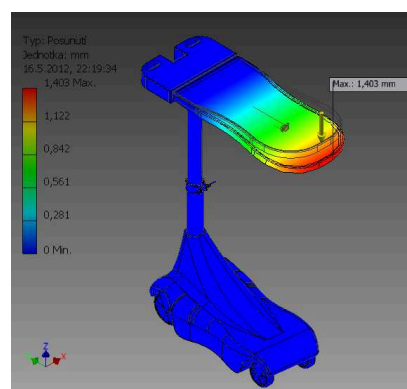 Typ: Posunutí
Jednotka: mm
16.5.2012, 22:19:34
1,403 Max.
Max.: 1,403 mm
1,122
0,842
0,561
0,281
0 Min.
Z
X